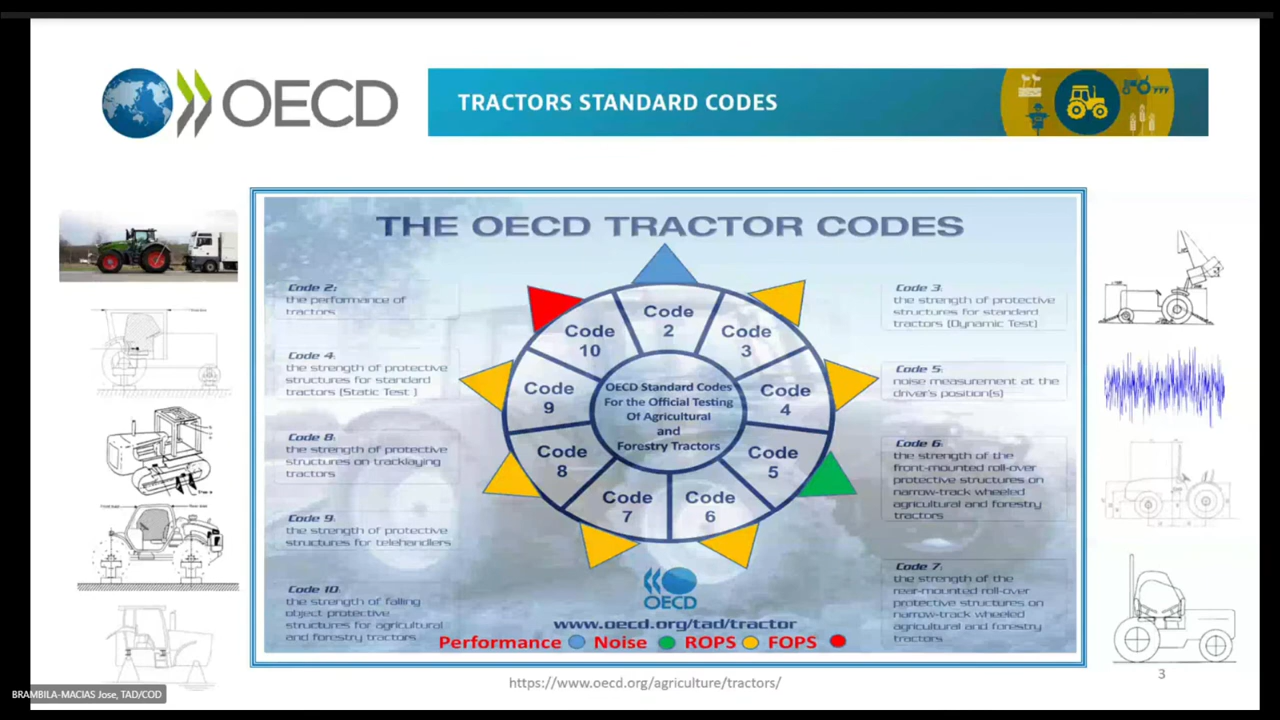 OECD
TRACTORS STANDARD CODES
THE OECD TRACTOR CODES
Code 2:
the performance of
tractors
Code 4:
the strength of protective
structures for standard
tractors (Static Test )
Code 8:
the strength of protective
structures on tracklaying
tractors
Code 9:
the strength of protective
structures for telehandlers
Code 10:
the strength of falling
object protective
structures for agricultural
and forestry tractors
Code
2
Code
3
Code
4
Code
5
Code
6
Code
7
Code
8
Code
9
Code
10
OECD Standard Codes
For the Official Testing
Of Agricultural
and
Forestry Tractors
Code 3:
the strength of protective
structures for standard
tractors (Dynamic Test)
Code 5:
noise measurement at the
driver's position(s)
Code 6:
the strength of the
front-mounted roll-over
protective structures on
narrow-track wheeled
agricultural and forestry
tractors
Code 7:
the strength of the
rear-mounted roll-over
protective structures on
narrow-track wheeled
agricultural and forestry
tractors
OECD
www.oecd.org/tad/tractor
Performance Noise ROPS FOPS
https://www.oecd.org/agriculture/tractors/
3
BRAMBILA-MACIAS Jose, TAD/COD